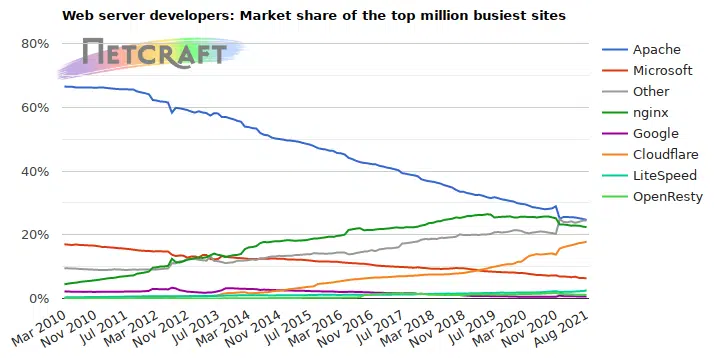 Web server developers: Market share of the top million busiest sites
NETCRAFT
80%
60%
40%
20%
0%
Apache
Microsoft
Other
nginx
Google
Cloudflare
LiteSpeed
OpenResty
Mar 2010
Nov 2010
Jul 2011
Mar 2012
Nov 2012
Jul 2013
Mar 2014
Nov 2014
Jul 2015
Mar 2016
Nov 2016
Jul 2017
Mar 2018
Nov 2018
Jul 2019
Mar 2020
Nov 2020
Aug 2021